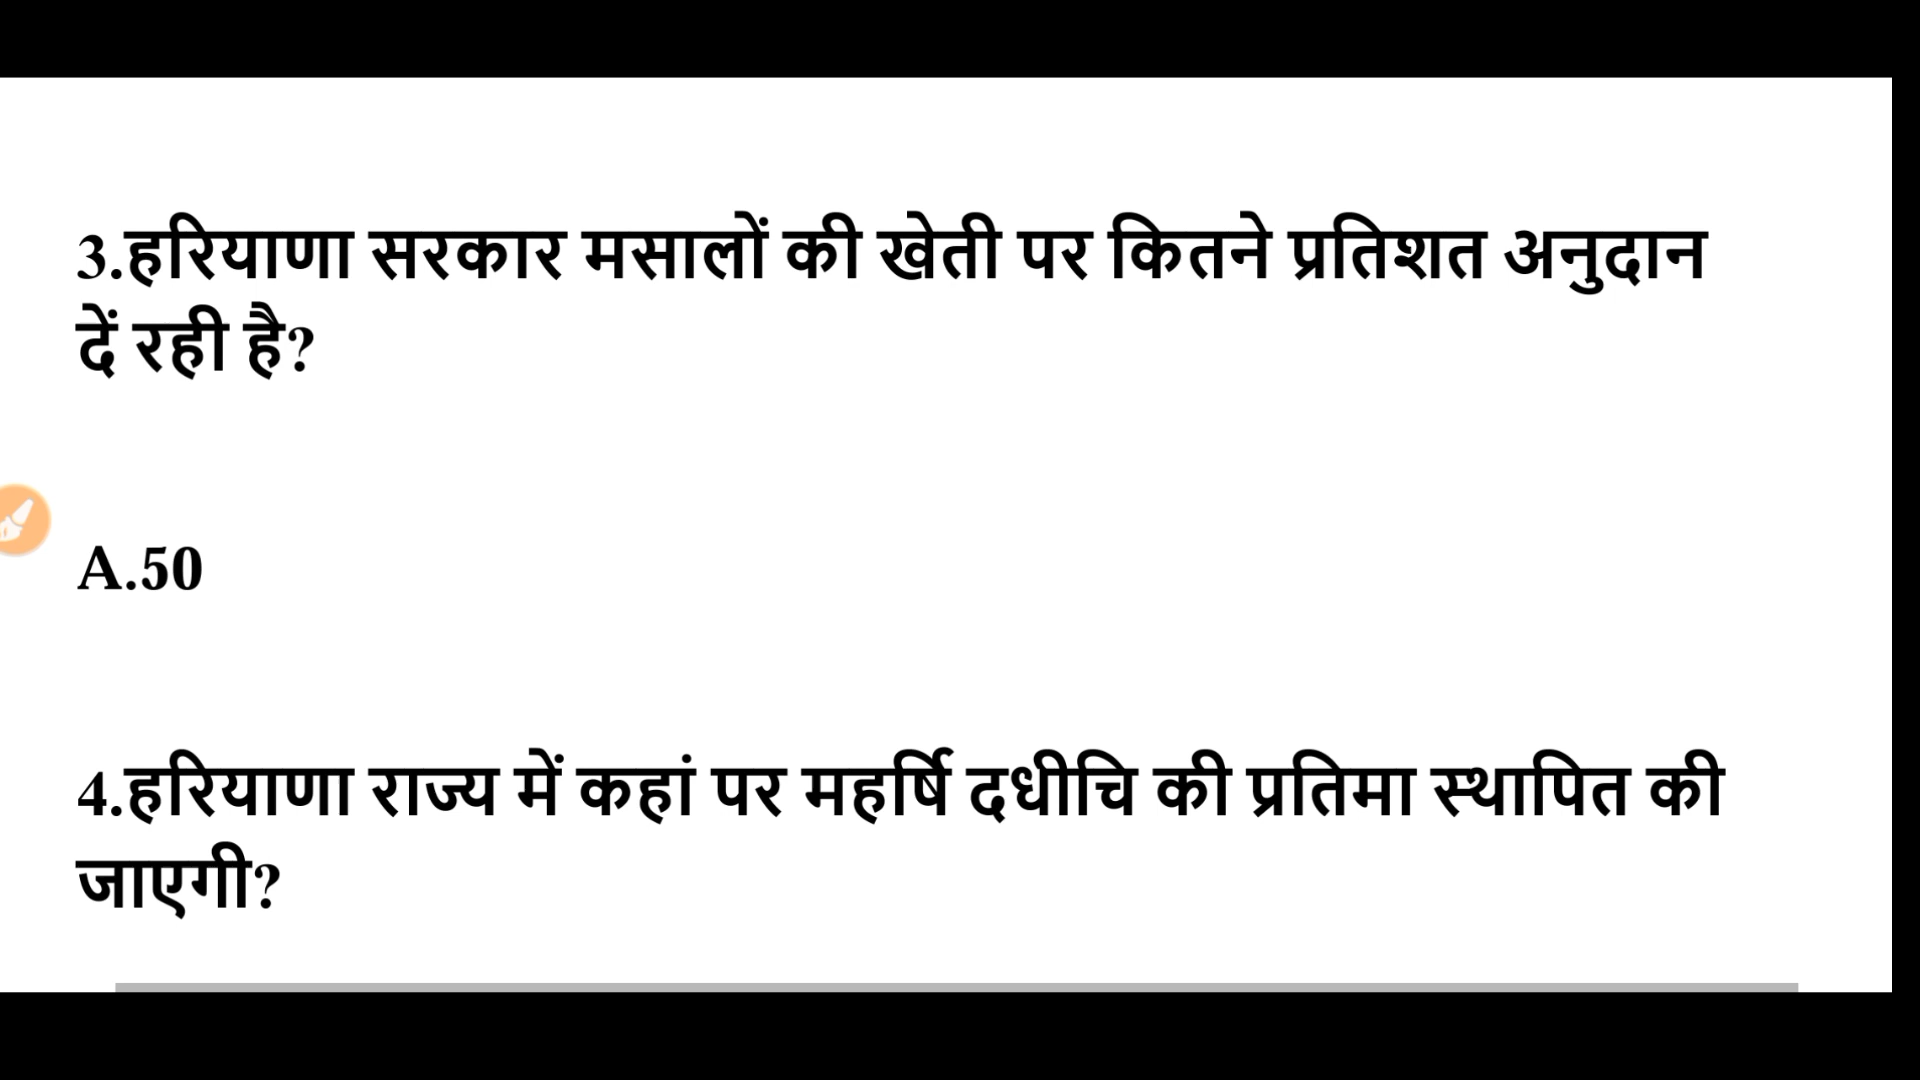 3.हरियाणा सरकार मसालों की खेती पर कितने प्रतिशत अनुदान
दें रही है?
A.50
4.हरियाणा राज्य में कहां पर महर्षि दधीचि की प्रतिमा स्थापित की
जाएगी?